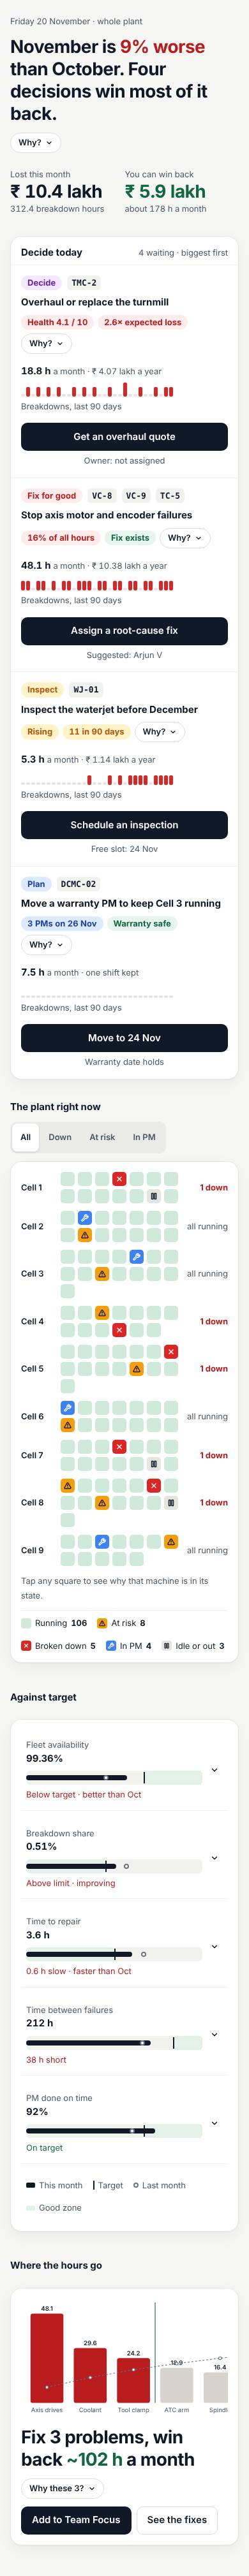 Friday 20 November · whole plant
November is 9% worse
than October. Four
decisions win most of it
back.
Why?
Lost this month
₹ 10.4 lakh
312.4 breakdown hours
You can win back
₹ 5.9 lakh
about 178 h a month
Decide today
4 waiting · biggest first
Decide TMC-2
Overhaul or replace the turnmill
Health 4.1 / 10 2.6× expected loss
Why?
18.8 h a month · ₹ 4.07 lakh a year
Breakdowns, last 90 days
Get an overhaul quote
Owner: not assigned
Fix for good VC-8 VC-9 TC-5
Stop axis motor and encoder failures
16% of all hours Fix exists Why?
48.1 h a month · ₹ 10.38 lakh a year
Breakdowns, last 90 days
Assign a root-cause fix
Suggested: Arjun V
Inspect WJ-01
Inspect the waterjet before December
Rising 11 in 90 days Why?
5.3 h a month · ₹ 1.14 lakh a year
Breakdowns, last 90 days
Schedule an inspection
Free slot: 24 Nov
Plan DCMC-02
Move a warranty PM to keep Cell 3 running
3 PMs on 26 Nov Warranty safe
Why?
7.5 h a month · one shift kept
Breakdowns, last 90 days
Move to 24 Nov
Warranty date holds
The plant right now
All Down At risk In PM
Cell 1 1 down
Cell 2 all running
Cell 3 all running
Cell 4 1 down
Cell 5 1 down
Cell 6 all running
Cell 7 1 down
Cell 8 1 down
Cell 9 all running
Tap any square to see why that machine is in its
state.
Running 106 At risk 8
Broken down 5 In PM 4 Idle or out 3
Against target
Fleet availability
99.36%
Below target · better than Oct
Breakdown share
0.51%
Above limit · improving
Time to repair
3.6 h
0.6 h slow · faster than Oct
Time between failures
212 h
38 h short
PM done on time
92%
On target
This month Target Last month
Good zone
Where the hours go
48.1 29.6 24.2 16.4
Axis drives Coolant Tool clamp ATC arm
Fix 3 problems, win
back ~102 h a month
Why these 3?
Add to Team Focus
See the fixes